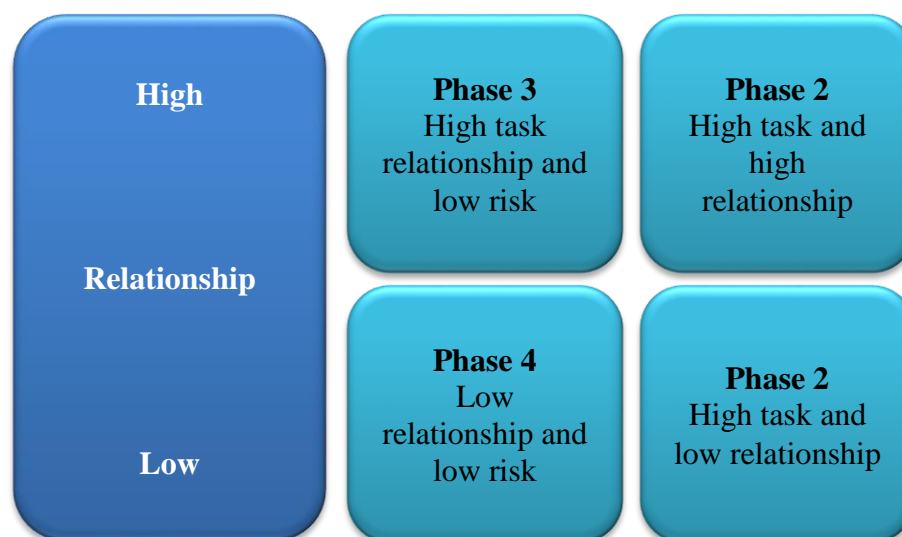 High
Relationship
Low
Phase 3
High task
relationship and
low risk
Phase 2
High task and
high
relationship
Phase 4
Low
relationship and
low risk
Phase 2
High task and
low relationship